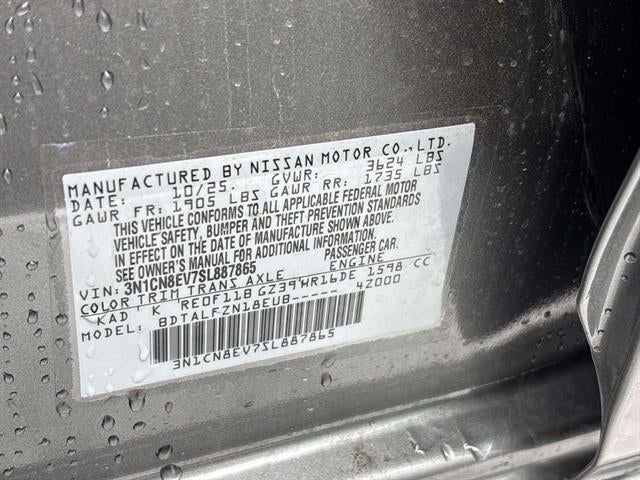 MANUFACTURED BY NISSAN MOTOR CO.,LTD.
DATE: 10/25. GVWR: 3624 LBS
GAWR FR: 1905 LBS GAWR RR: 1735 LBS
THIS VEHICLE CONFORMS TO ALL APPLICABLE FEDERAL MOTOR
VEHICLE SAFETY, BUMPER AND THEFT PREVENTION STANDARDS
IN EFFECT ON THE DATE OF MANUFACTURE SHOWN ABOVE.
SEE OWNER'S MANUAL FOR ADDITIONAL INFORMATION.
VIN: 3N1CN8EV7SL887865 PASSENGER CAR.
COLOR TRIM TRANS AXLE ENGINE
KAD K RE0F11B GZ39 HR16DE 1598 CC
MODEL: BDTALFZN18EUB----- 4Z000
3N1CN8EV7SL887865